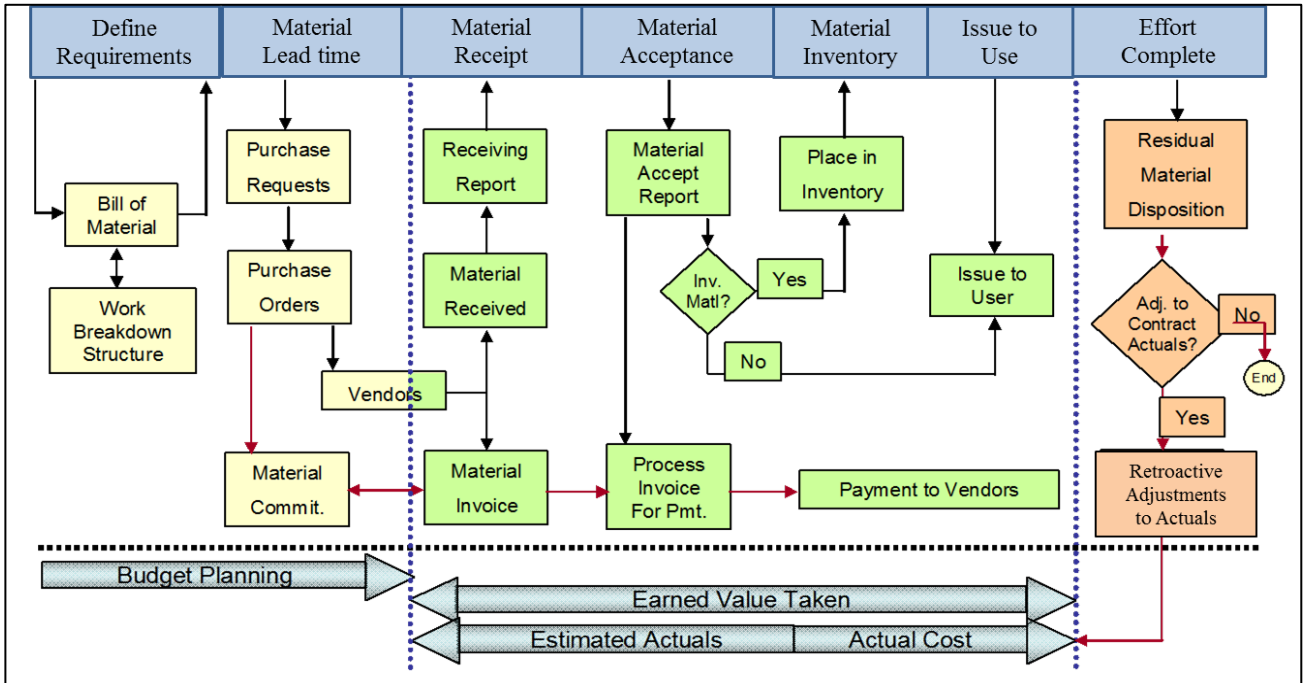 Define
Requirements
Material
Lead time
Material
Receipt
Material
Acceptance
Material
Inventory
Issue to
Use
Effort
Complete
Bill of
Material
Work
Breakdown
Structure
Purchase
Requests
Purchase
Orders
Vendors
Material
Commit.
Receiving
Report
Material
Received
Material
Invoice
Material
Accept
Report
Inv.
Matl?
Yes
No
Process
Invoice
For Pmt.
Place in
Inventory
Issue to
User
Payment to Vendors
Residual
Material
Disposition
Adj. to
Contract
Actuals?
No
End
Yes
Retroactive
Adjustments
to Actuals
Budget Planning
Earned Value Taken
Estimated Actuals
Actual Cost